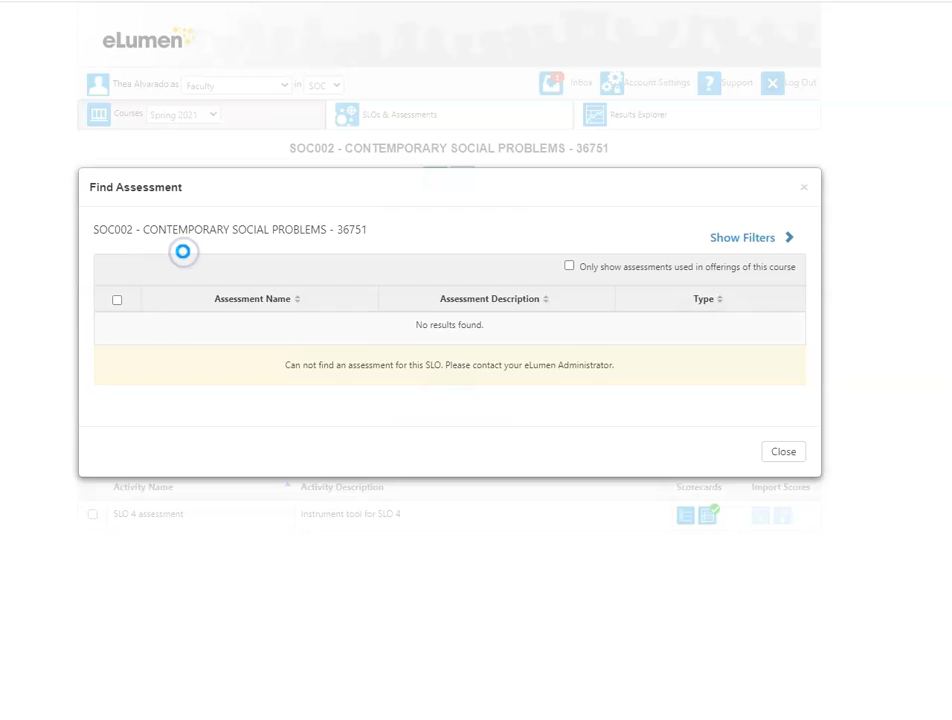 eLumen
Thea Alvarado as Faculty in SOC
1 Inbox Account Settings ? Support Log Out
Courses Spring 2021 SLOs & Assessments Results Explorer
SOC002 - CONTEMPORARY SOCIAL PROBLEMS - 36751
Find Assessment ×
SOC002 - CONTEMPORARY SOCIAL PROBLEMS - 36751
Show Filters
Only show assessments used in offerings of this course
Assessment Name Assessment Description Type
No results found.
Can not find an assessment for this SLO. Please contact your eLumen Administrator.
Close
Activity Name Activity Description Scorecards Import Scores
SLO 4 assessment Instrument tool for SLO 4